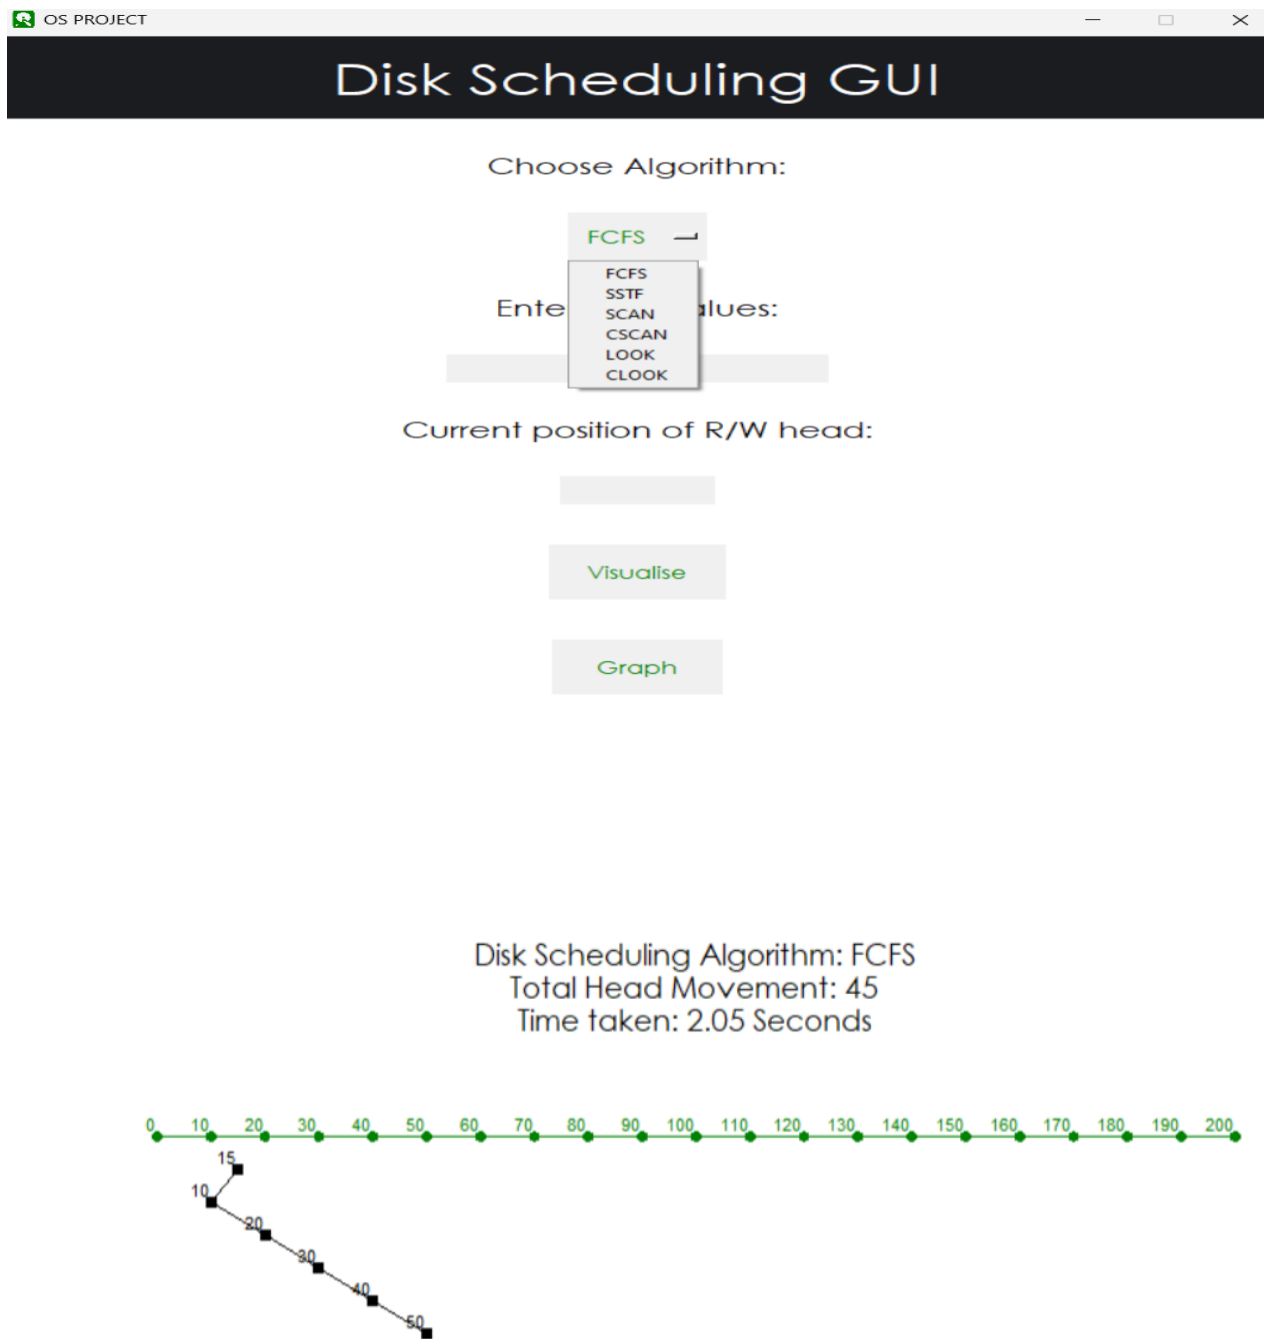 OS PROJECT
Disk Scheduling GUI
Choose Algorithm:
FCFS
FCFS
SSTF
SCAN
CSCAN
LOOK
CLOOK
Current position of R/W head:
Visualise
Graph
Disk Scheduling Algorithm: FCFS
Total Head Movement: 45
Time taken: 2.05 Seconds
0 10 20 30 40 50 60 70 80 90 100 110 120 130 140 150 160 170 180 190 200
15
10
20
30
40
50